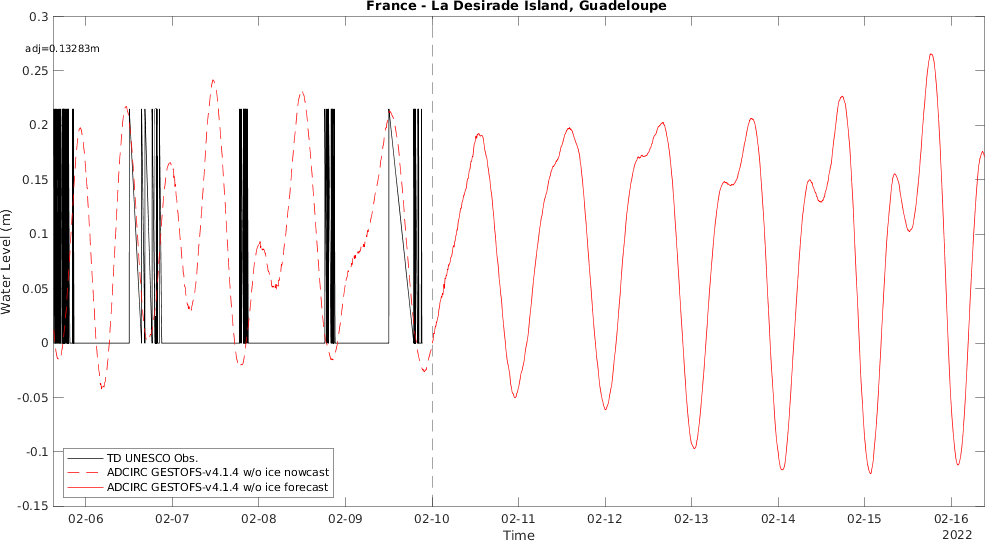 France - La Desirade Island, Guadeloupe
adj=0.13283m
0.3
0.25
0.2
0.15
0.1
0.05
0
-0.05
-0.1
-0.15
Water Level (m)
TD UNESCO Obs.
ADCIRC GESTOFS-v4.1.4 w/o ice nowcast
ADCIRC GESTOFS-v4.1.4 w/o ice forecast
02-06 02-07 02-08 02-09 02-10 02-11 02-12 02-13 02-14 02-15 02-16
Time
2022